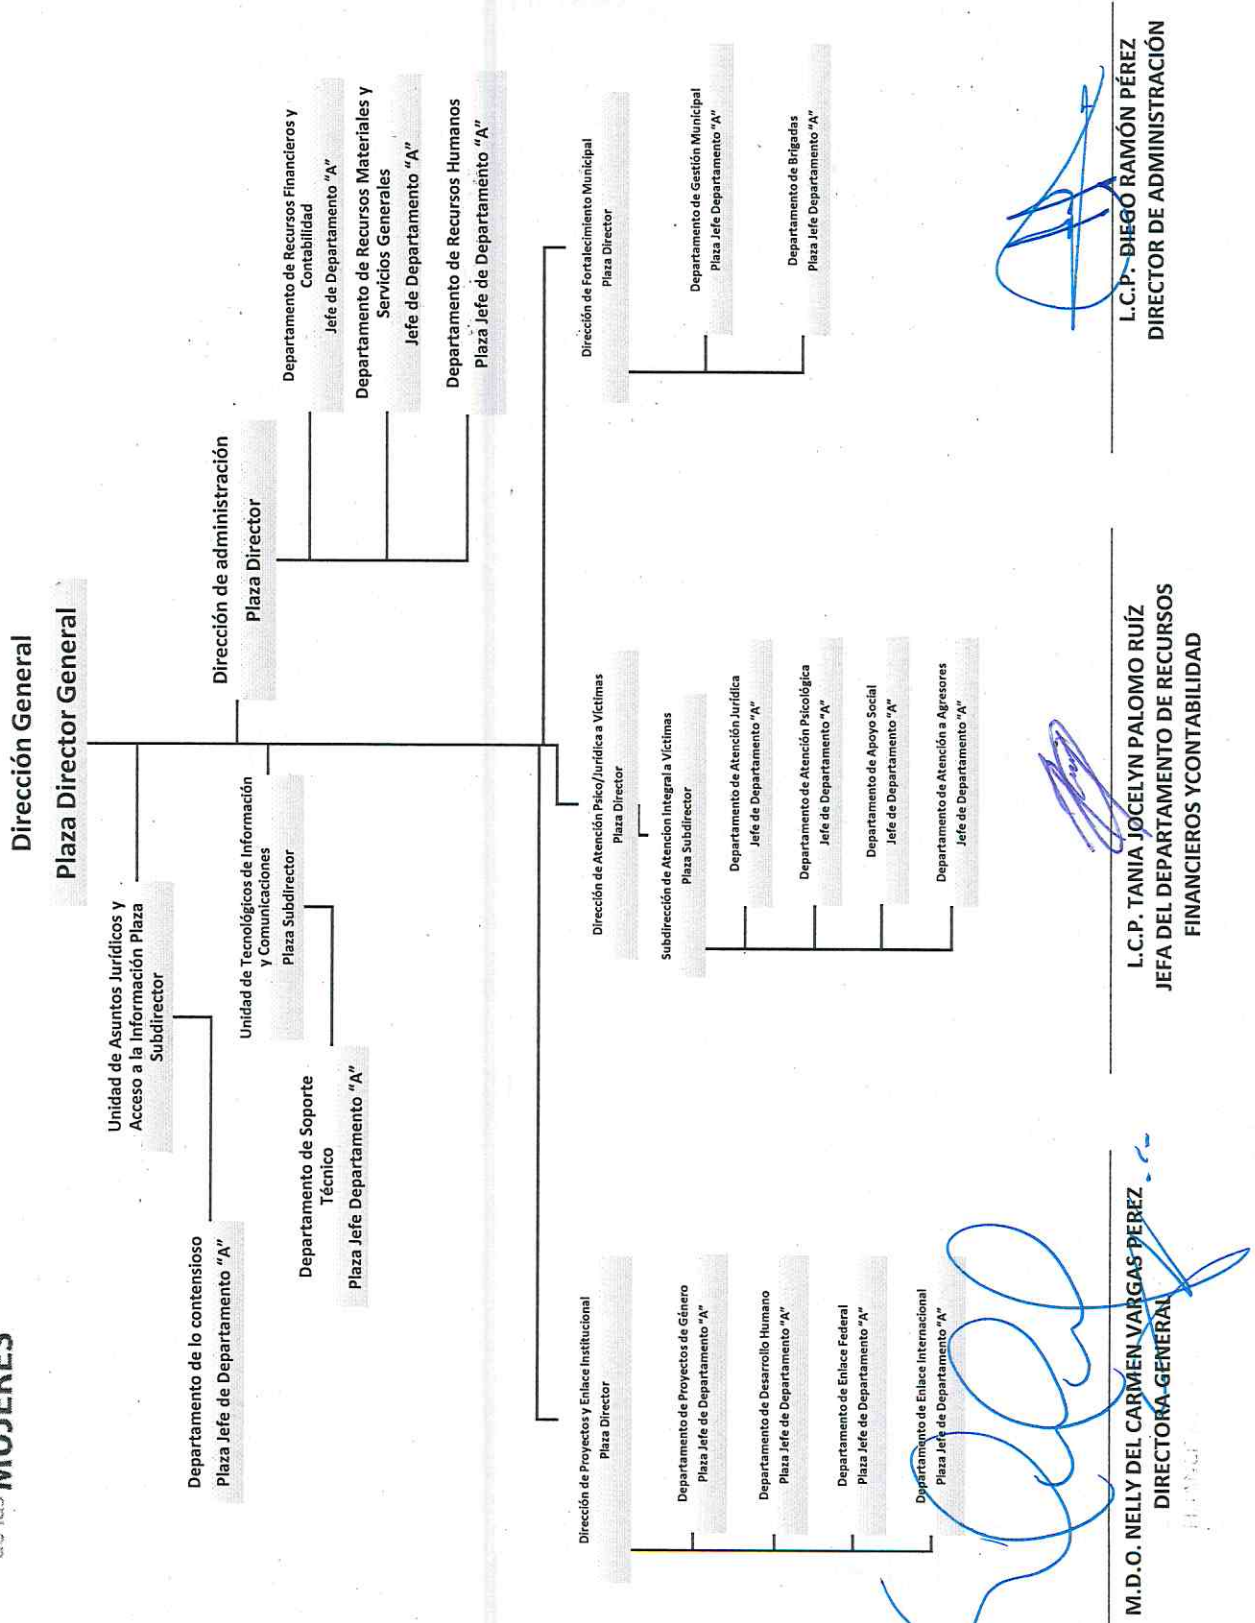 de las MUJERES
Dirección General
Plaza Director General
Unidad de Asuntos Jurídicos y
Acceso a la Información Plaza
Subdirector
Departamento de lo contensioso
Plaza Jefe de Departamento "A"
Dirección de administración
Plaza Director
Unidad de Tecnológicos de Información
y Comunicaciones
Plaza Subdirector
Departamento de Soporte
Técnico
Plaza Jefe Departamento "A"
Departamento de Recursos Financieros y
Contabilidad
Jefe de Departamento "A"
Departamento de Recursos Materiales y
Servicios Generales
Jefe de Departamento "A"
Departamento de Recursos Humanos
Plaza Jefe de Departamento "A"
Dirección de Proyectos y Enlace Institucional
Plaza Director
Departamento de Proyectos de Género
Plaza Jefe de Departamento "A"
Departamento de Desarrollo Humano
Plaza Jefe de Departamento "A"
Departamento de Enlace Federal
Plaza Jefe de Departamento "A"
Departamento de Enlace Internacional
Plaza Jefe de Departamento "A"
Dirección de Atención Psico/Jurídica a Víctimas
Plaza Director
Subdirección de Atencion Integral a Víctimas
Plaza Subdirector
Departamento de Atención Jurídica
Jefe de Departamento "A"
Departamento de Atención Psicológica
Jefe de Departamento "A"
Departamento de Apoyo Social
Jefe de Departamento "A"
Departamento de Atención a Agresores
Jefe de Departamento "A"
Dirección de Fortalecimiento Municipal
Plaza Director
Departamento de Gestión Municipal
Plaza Jefe Departamento "A"
Departamento de Brigadas
Plaza Jefe Departamento "A"
M.D.O. NELLY DEL CARMEN VARGAS PEREZ
DIRECTORA GENERAL
L.C.P. TANIA JOCELYN PALOMO RUÍZ
JEFA DEL DEPARTAMENTO DE RECURSOS
FINANCIEROS YCONTABILIDAD
L.C.P. DIEGO RAMÓN PÉREZ
DIRECTOR DE ADMINISTRACIÓN